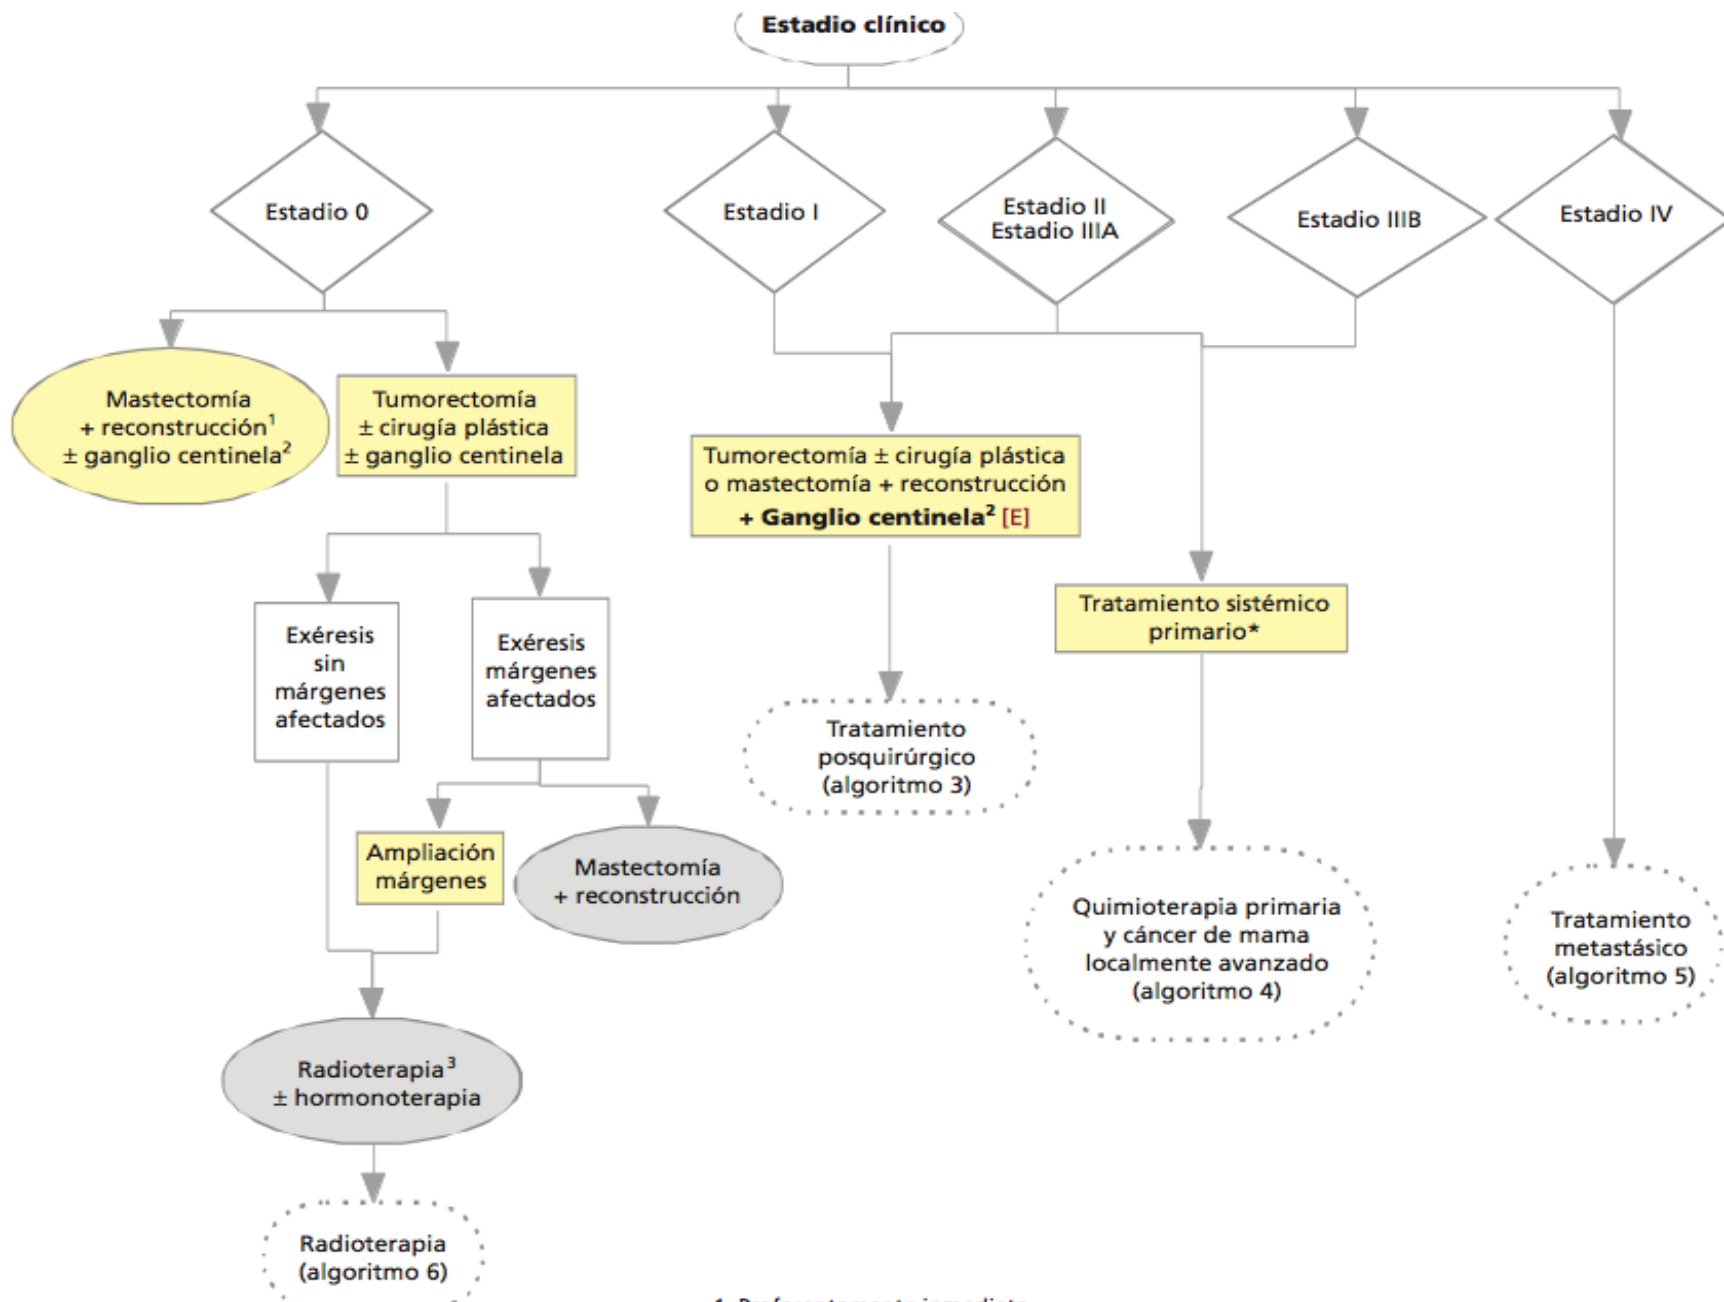 Estadio clínico
Estadio 0
Estadio I
Estadio II
Estadio IIIA
Estadio IIIB
Estadio IV
Mastectomía
+ reconstrucción¹
± ganglio centinela²
Tumorectomía
± cirugía plástica
± ganglio centinela
Tumorectomía ± cirugía plástica
o mastectomía + reconstrucción
+ Ganglio centinela² [E]
Tratamiento sistémico
primario*
Exéresis
sin
márgenes
afectados
Exéresis
márgenes
afectados
Tratamiento
posquirúrgico
(algoritmo 3)
Ampliación
márgenes
Mastectomía
+ reconstrucción
Quimioterapia primaria
y cáncer de mama
localmente avanzado
(algoritmo 4)
Tratamiento
metastásico
(algoritmo 5)
Radioterapia³
± hormonoterapia
Radioterapia
(algoritmo 6)
1. Preferentemente inmediata